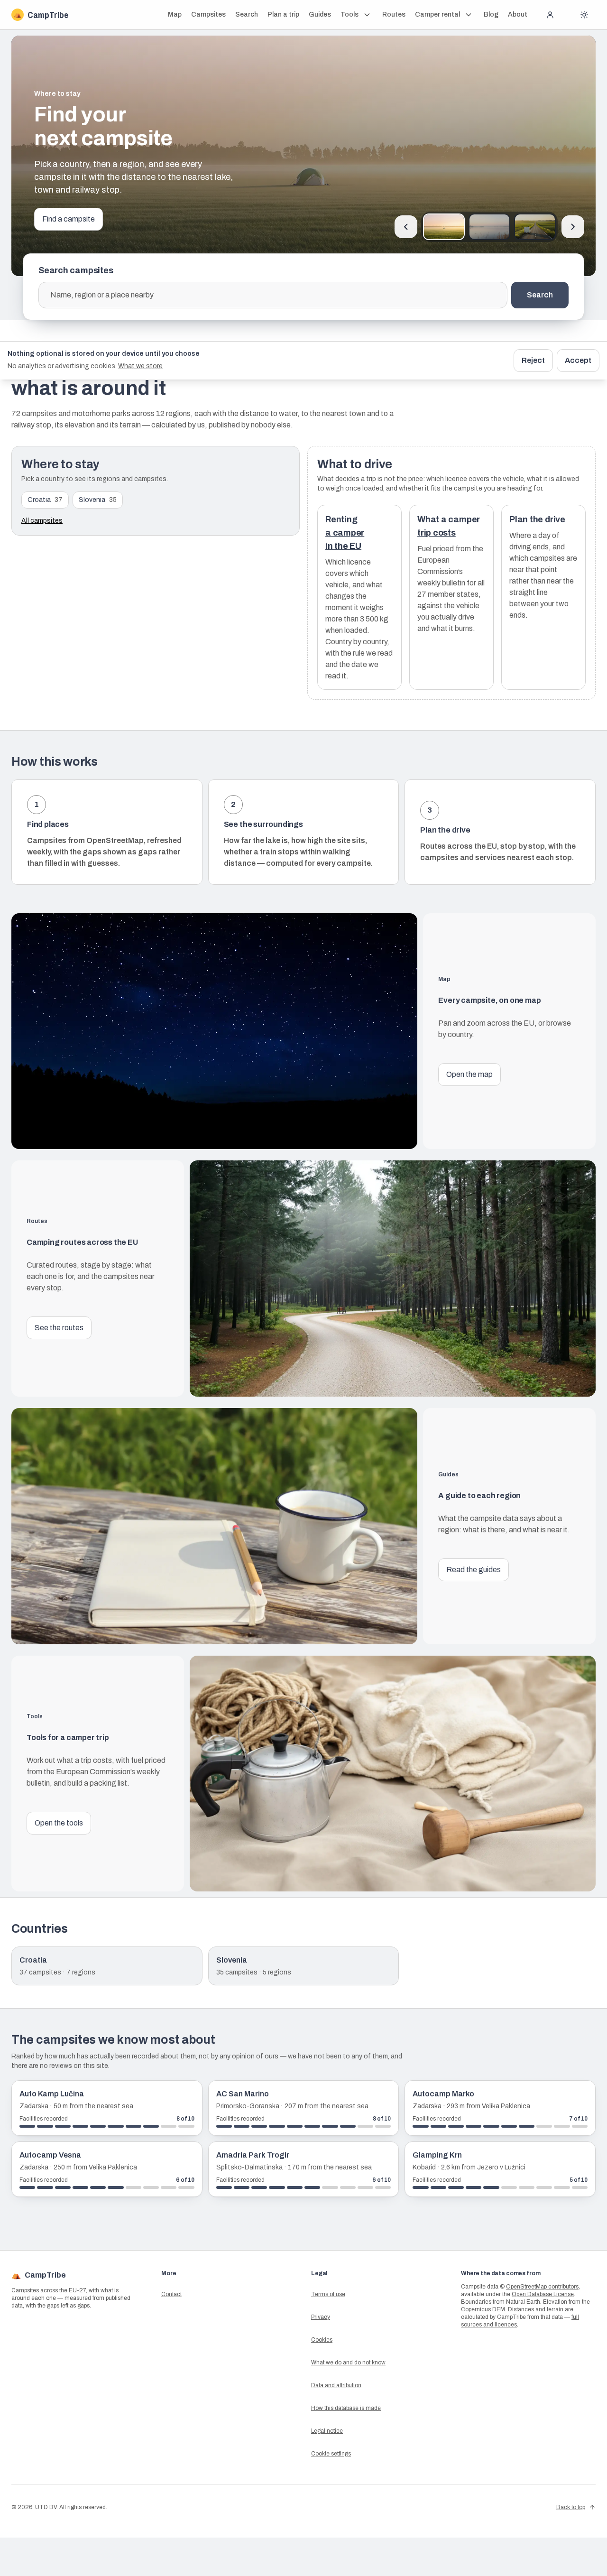 CampTribe
Map
Campsites
Search
Plan a trip
Guides
Tools
Routes
Camper rental
Blog
About
Where to stay
Find your
next campsite
Pick a country, then a region, and see every
campsite in it with the distance to the nearest lake,
town and railway stop.
Find a campsite
Search campsites
Name, region or a place nearby
Search
Nothing optional is stored on your device until you choose
No analytics or advertising cookies. What we store
Reject
Accept
what is around it
72 campsites and motorhome parks across 12 regions, each with the distance to water, to the nearest town and to a
railway stop, its elevation and its terrain — calculated by us, published by nobody else.
Where to stay
Pick a country to see its regions and campsites.
Croatia 37
Slovenia 35
All campsites
What to drive
What decides a trip is not the price: which licence covers the vehicle, what it is allowed
to weigh once loaded, and whether it fits the campsite you are heading for.
Renting
a camper
in the EU
Which licence
covers which
vehicle, and what
changes the
moment it weighs
more than 3 500 kg
when loaded.
Country by country,
with the rule we read
and the date we
read it.
What a camper
trip costs
Fuel priced from the
European
Commission's
weekly bulletin for all
27 member states,
against the vehicle
you actually drive
and what it burns.
Plan the drive
Where a day of
driving ends, and
which campsites are
near that point
rather than near the
straight line
between your two
ends.
How this works
1
Find places
Campsites from OpenStreetMap, refreshed
weekly, with the gaps shown as gaps rather
than filled in with guesses.
2
See the surroundings
How far the lake is, how high the site sits,
whether a train stops within walking
distance — computed for every campsite.
3
Plan the drive
Routes across the EU, stop by stop, with the
campsites and services nearest each stop.
Map
Every campsite, on one map
Pan and zoom across the EU, or browse
by country.
Open the map
Routes
Camping routes across the EU
Curated routes, stage by stage: what
each one is for, and the campsites near
every stop.
See the routes
Guides
A guide to each region
What the campsite data says about a
region: what is there, and what is near it.
Read the guides
Tools
Tools for a camper trip
Work out what a trip costs, with fuel priced
from the European Commission's weekly
bulletin, and build a packing list.
Open the tools
Countries
Croatia
37 campsites · 7 regions
Slovenia
35 campsites · 5 regions
The campsites we know most about
Ranked by how much has actually been recorded about them, not by any opinion of ours — we have not been to any of them, and
there are no reviews on this site.
Auto Kamp Lučina
Zadarska · 50 m from the nearest sea
Facilities recorded 8 of 10
AC San Marino
Primorsko-Goranska · 207 m from the nearest sea
Facilities recorded 8 of 10
Autocamp Marko
Zadarska · 293 m from Velika Paklenica
Facilities recorded 7 of 10
Autocamp Vesna
Zadarska · 250 m from Velika Paklenica
Facilities recorded 6 of 10
Amadria Park Trogir
Splitsko-Dalmatinska · 170 m from the nearest sea
Facilities recorded 6 of 10
Glamping Krn
Kobarid · 2.6 km from Jezero v Lužnici
Facilities recorded 5 of 10
CampTribe
Campsites across the EU-27, with what is
around each one — measured from published
data, with the gaps left as gaps.
More
Contact
Legal
Terms of use
Privacy
Cookies
What we do and do not know
Data and attribution
How this database is made
Legal notice
Cookie settings
Where the data comes from
Campsite data © OpenStreetMap contributors,
available under the Open Database License.
Boundaries from Natural Earth. Elevation from the
Copernicus DEM. Distances and terrain are
calculated by CampTribe from that data — full
sources and licences.
© 2026. UTD BV. All rights reserved.
Back to top